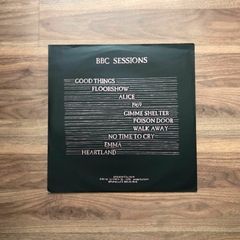 BBC SESSIONS
GOOD THINGS
FLOORSHOW
ALICE
1969
GIMME SHELTER
POISON DOOR
WALK AWAY
NO TIME TO CRY
EMMA
HEARTLAND